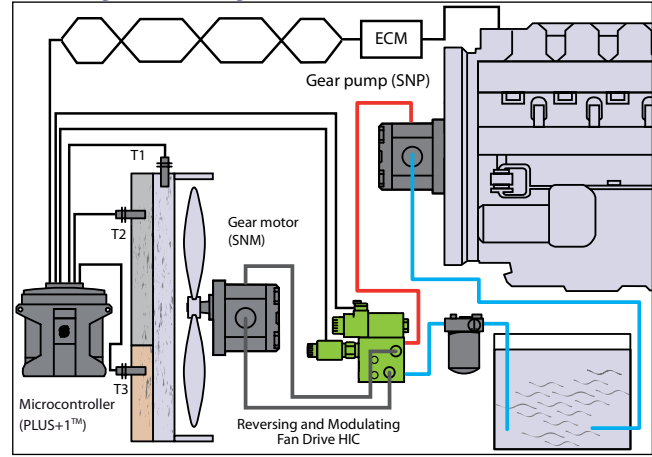 ECM
Gear pump (SNP)
T1
T2
Gear motor
(SNM)
T3
Microcontroller
(PLUS+1™)
Reversing and Modulating
Fan Drive HIC